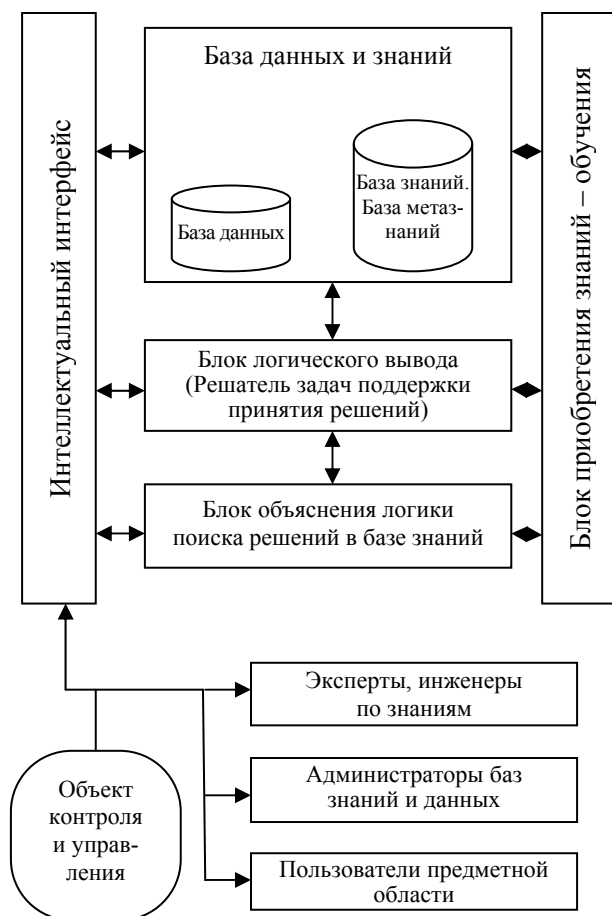 Интеллектуальный интерфейс
База данных и знаний
База данных
База знаний.
База метаз-
наний
Блок логического вывода
(Решатель задач поддержки
принятия решений)
Блок объяснения логики
поиска решений в базе знаний
Блок приобретения знаний – обучения
Объект
контроля
и управ-
ления
Эксперты, инженеры
по знаниям
Администраторы баз
знаний и данных
Пользователи предметной
области